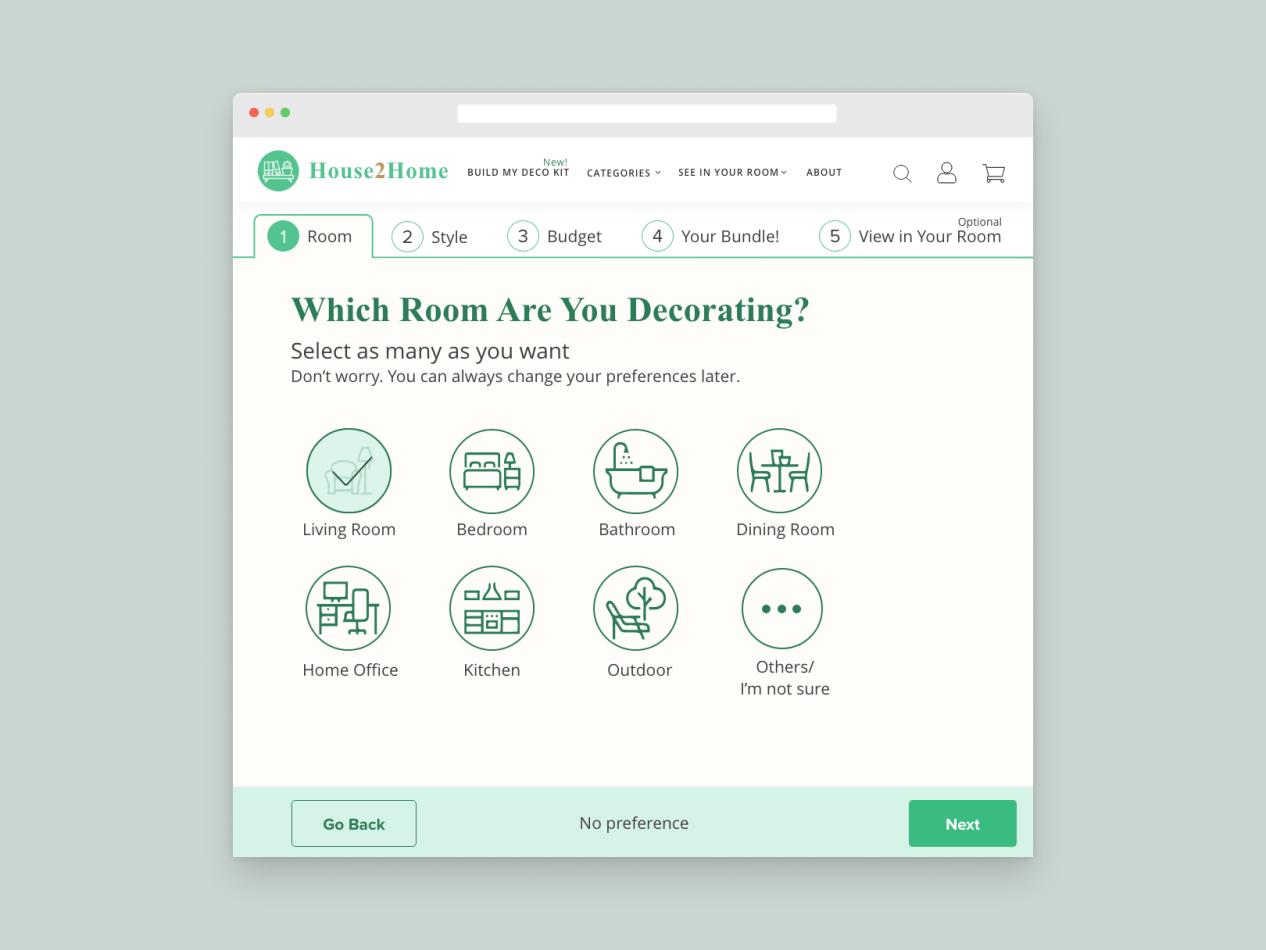 House2Home
New!
BUILD MY DECO KIT
CATEGORIES
SEE IN YOUR ROOM
ABOUT
1 Room
2 Style
3 Budget
4 Your Bundle!
Optional
5 View in Your Room
Which Room Are You Decorating?
Select as many as you want
Don’t worry. You can always change your preferences later.
Living Room
Bedroom
Bathroom
Dining Room
Home Office
Kitchen
Outdoor
Others/
I’m not sure
Go Back
No preference
Next